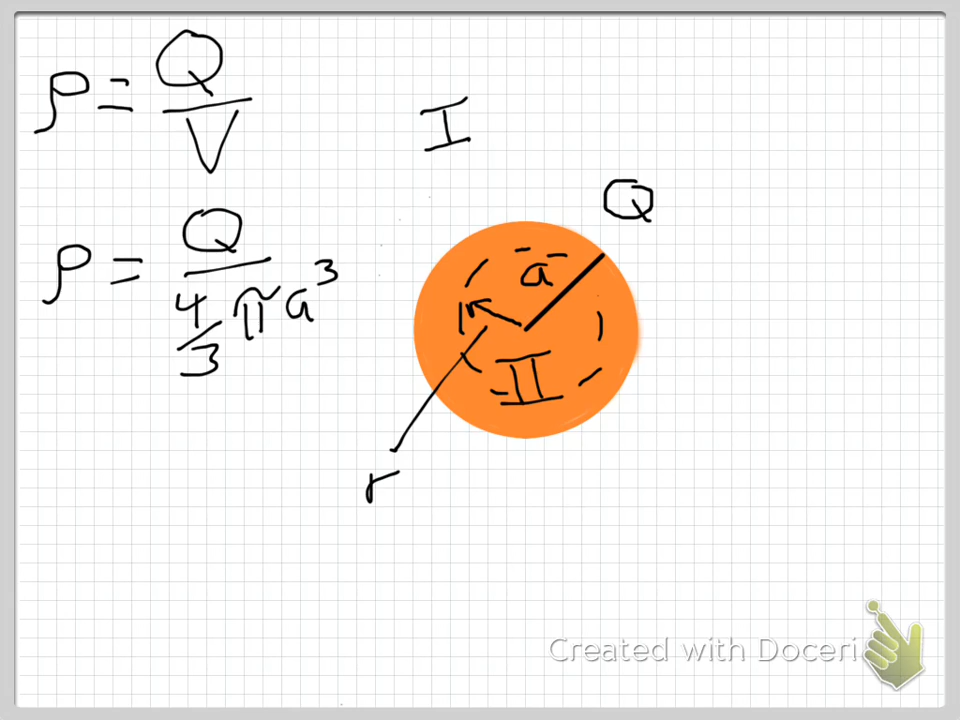 ρ = Q/V
I
Q
ρ = Q/(4/3 π a³)
a
II
r
Created with Doceri